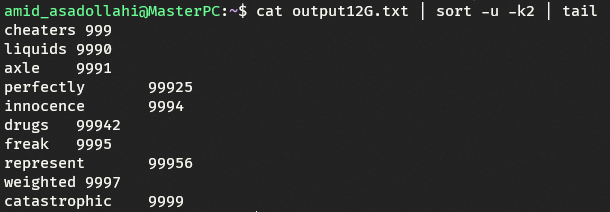 amid_asadollahi@MasterPC:~$ cat output12G.txt | sort -u -k2 | tail
cheaters 999
liquids 9990
axle 9991
perfectly 99925
innocence 9994
drugs 99942
freak 9995
represent 99956
weighted 9997
catastrophic 9999